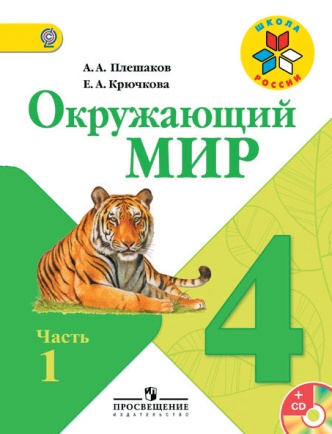 А. А. Плешаков
Е. А. Крючкова
ШКОЛА
РОССИИ
Окружающий
МИР
4
Часть
1
+
CD
ПРОСВЕЩЕНИЕ
ИЗДАТЕЛЬСТВО